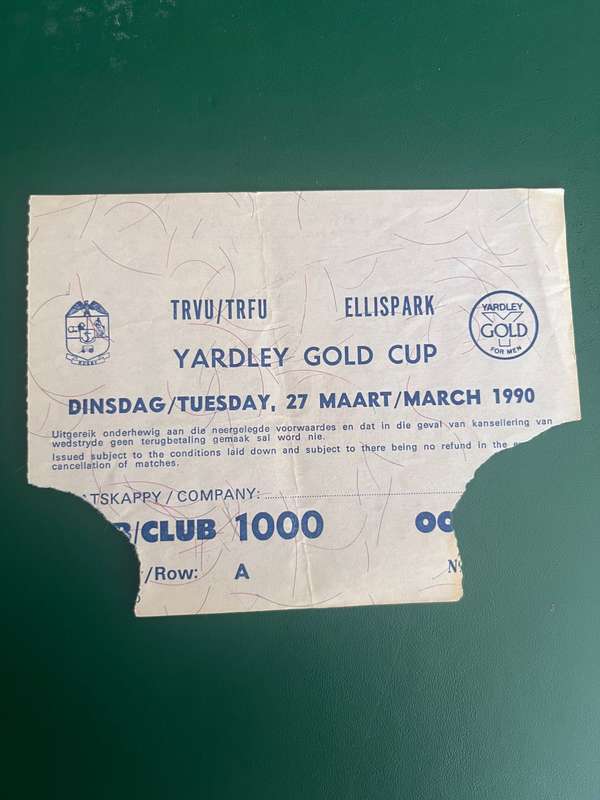 TRVU/TRFU ELLISPARK
YARDLEY GOLD FOR MEN
RUGBY
YARDLEY GOLD CUP
DINSDAG/TUESDAY, 27 MAART/MARCH 1990
Uitgereik onderhewig aan die neergelegde voorwaardes en dat in die geval van kansellering van
wedstryde geen terugbetaling gemaak sal word nie.
Issued subject to the conditions laid down and subject to there being no refund in the
cancellation of matches.
ATSKAPPY / COMPANY:
B/CLUB 1000
/Row: A